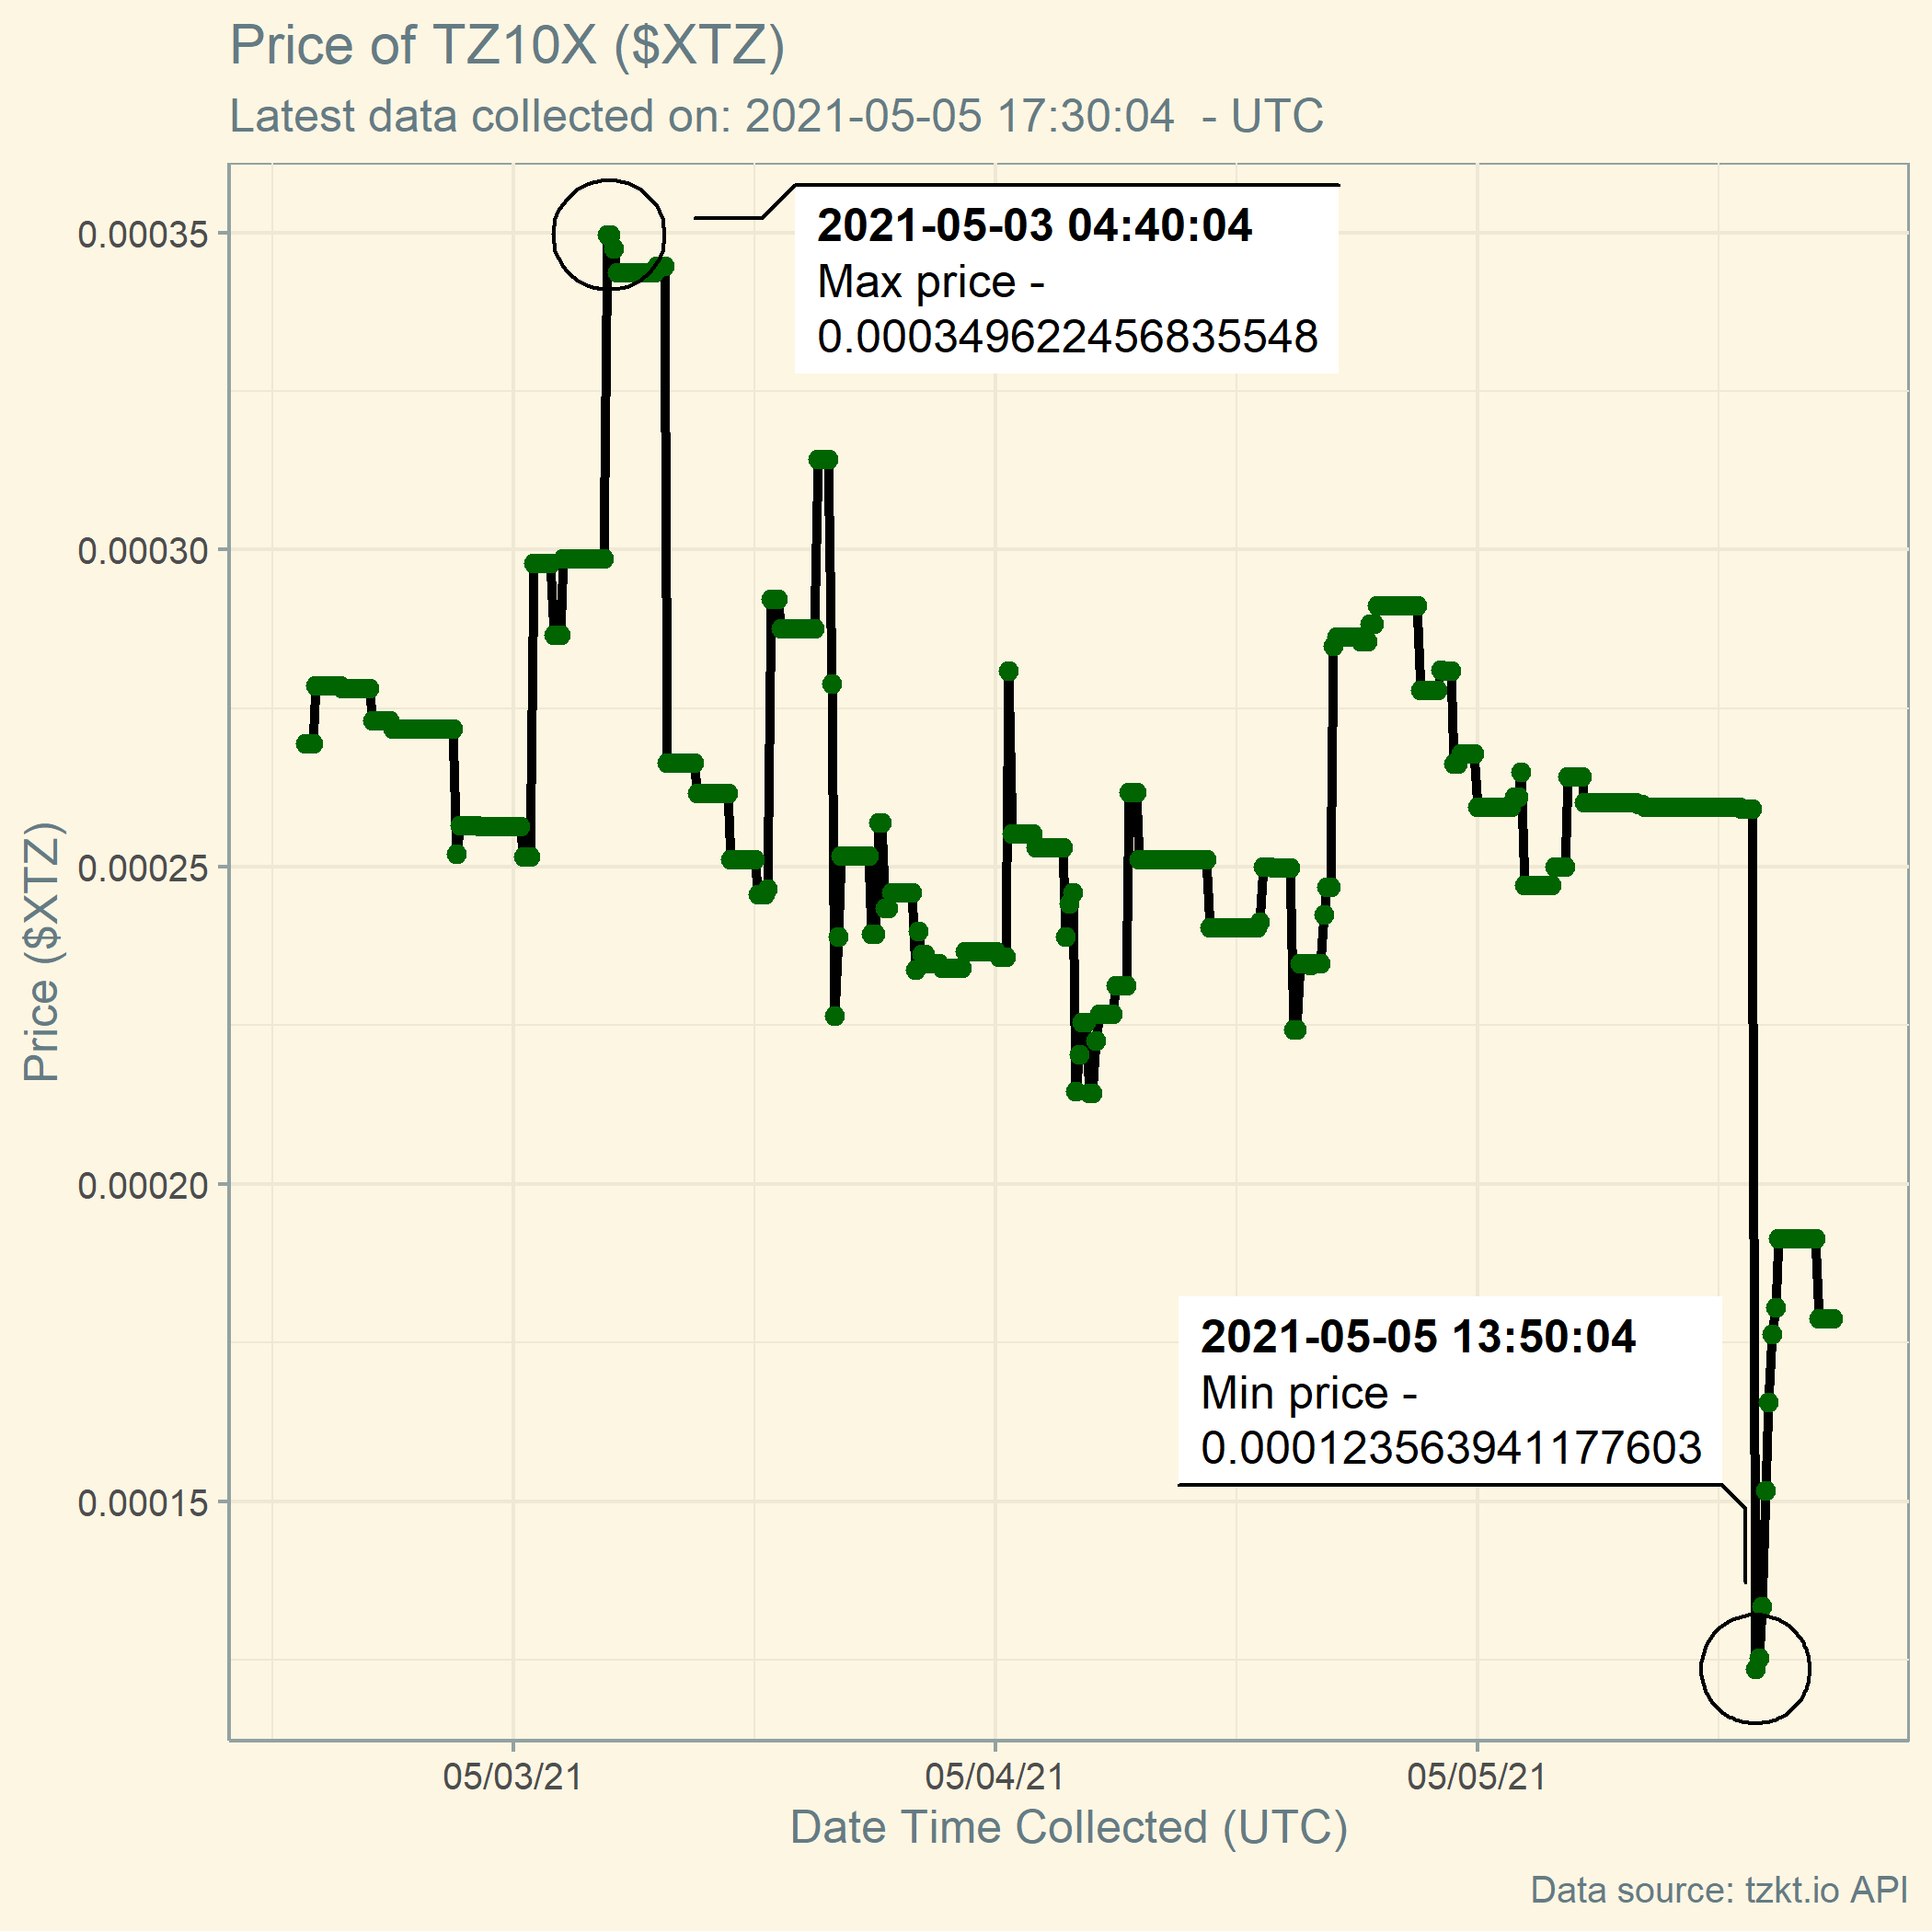 Price of TZ10X ($XTZ)
Latest data collected on: 2021-05-05 17:30:04  - UTC
2021-05-03 04:40:04
Max price -
0.000349622456835548
2021-05-05 13:50:04
Min price -
0.000123563941177603
Price ($XTZ)
0.00035
0.00030
0.00025
0.00020
0.00015
05/03/21
05/04/21
05/05/21
Date Time Collected (UTC)
Data source: tzkt.io API